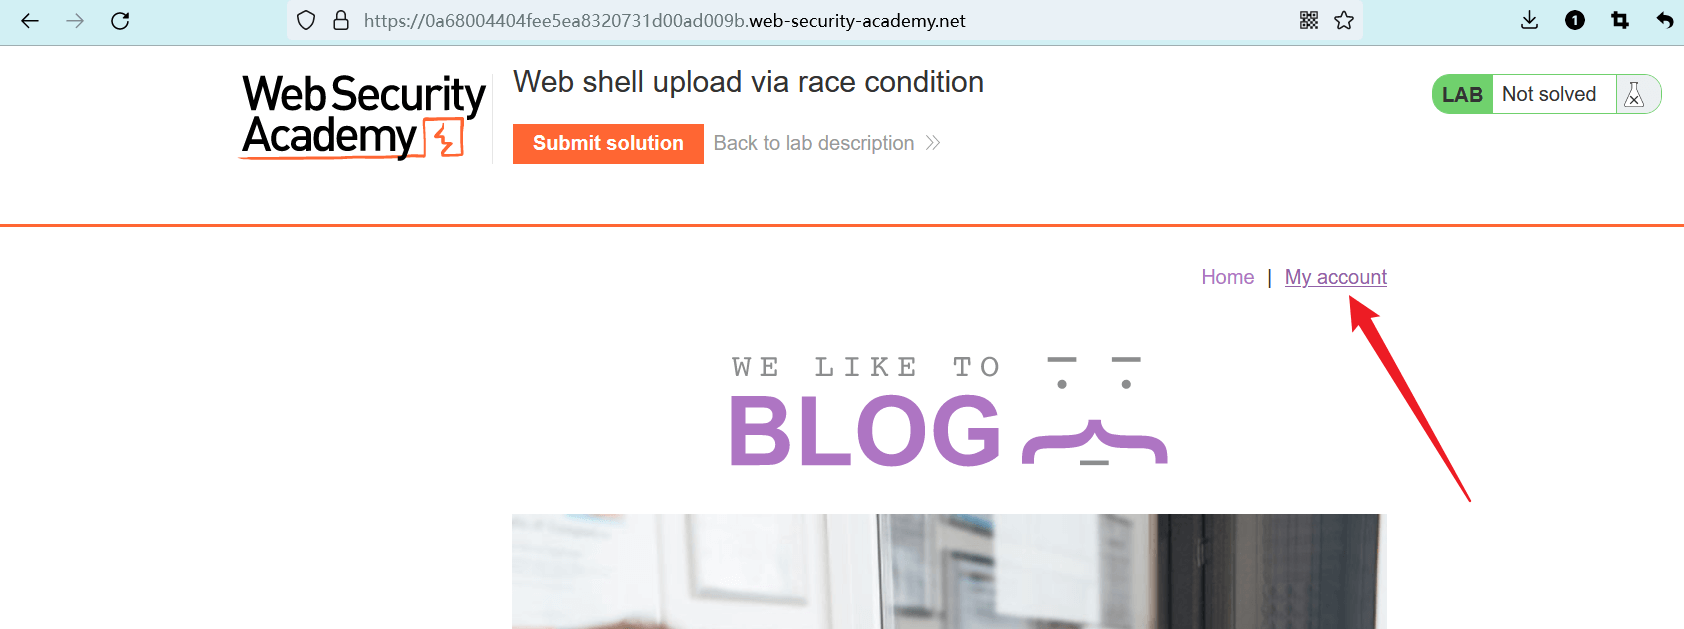 https://0a68004404fee5ea8320731d00ad009b.web-security-academy.net
1
Web Security
Academy
Web shell upload via race condition
Submit solution
Back to lab description
LAB
Not solved
Home | My account
WE LIKE TO
BLOG